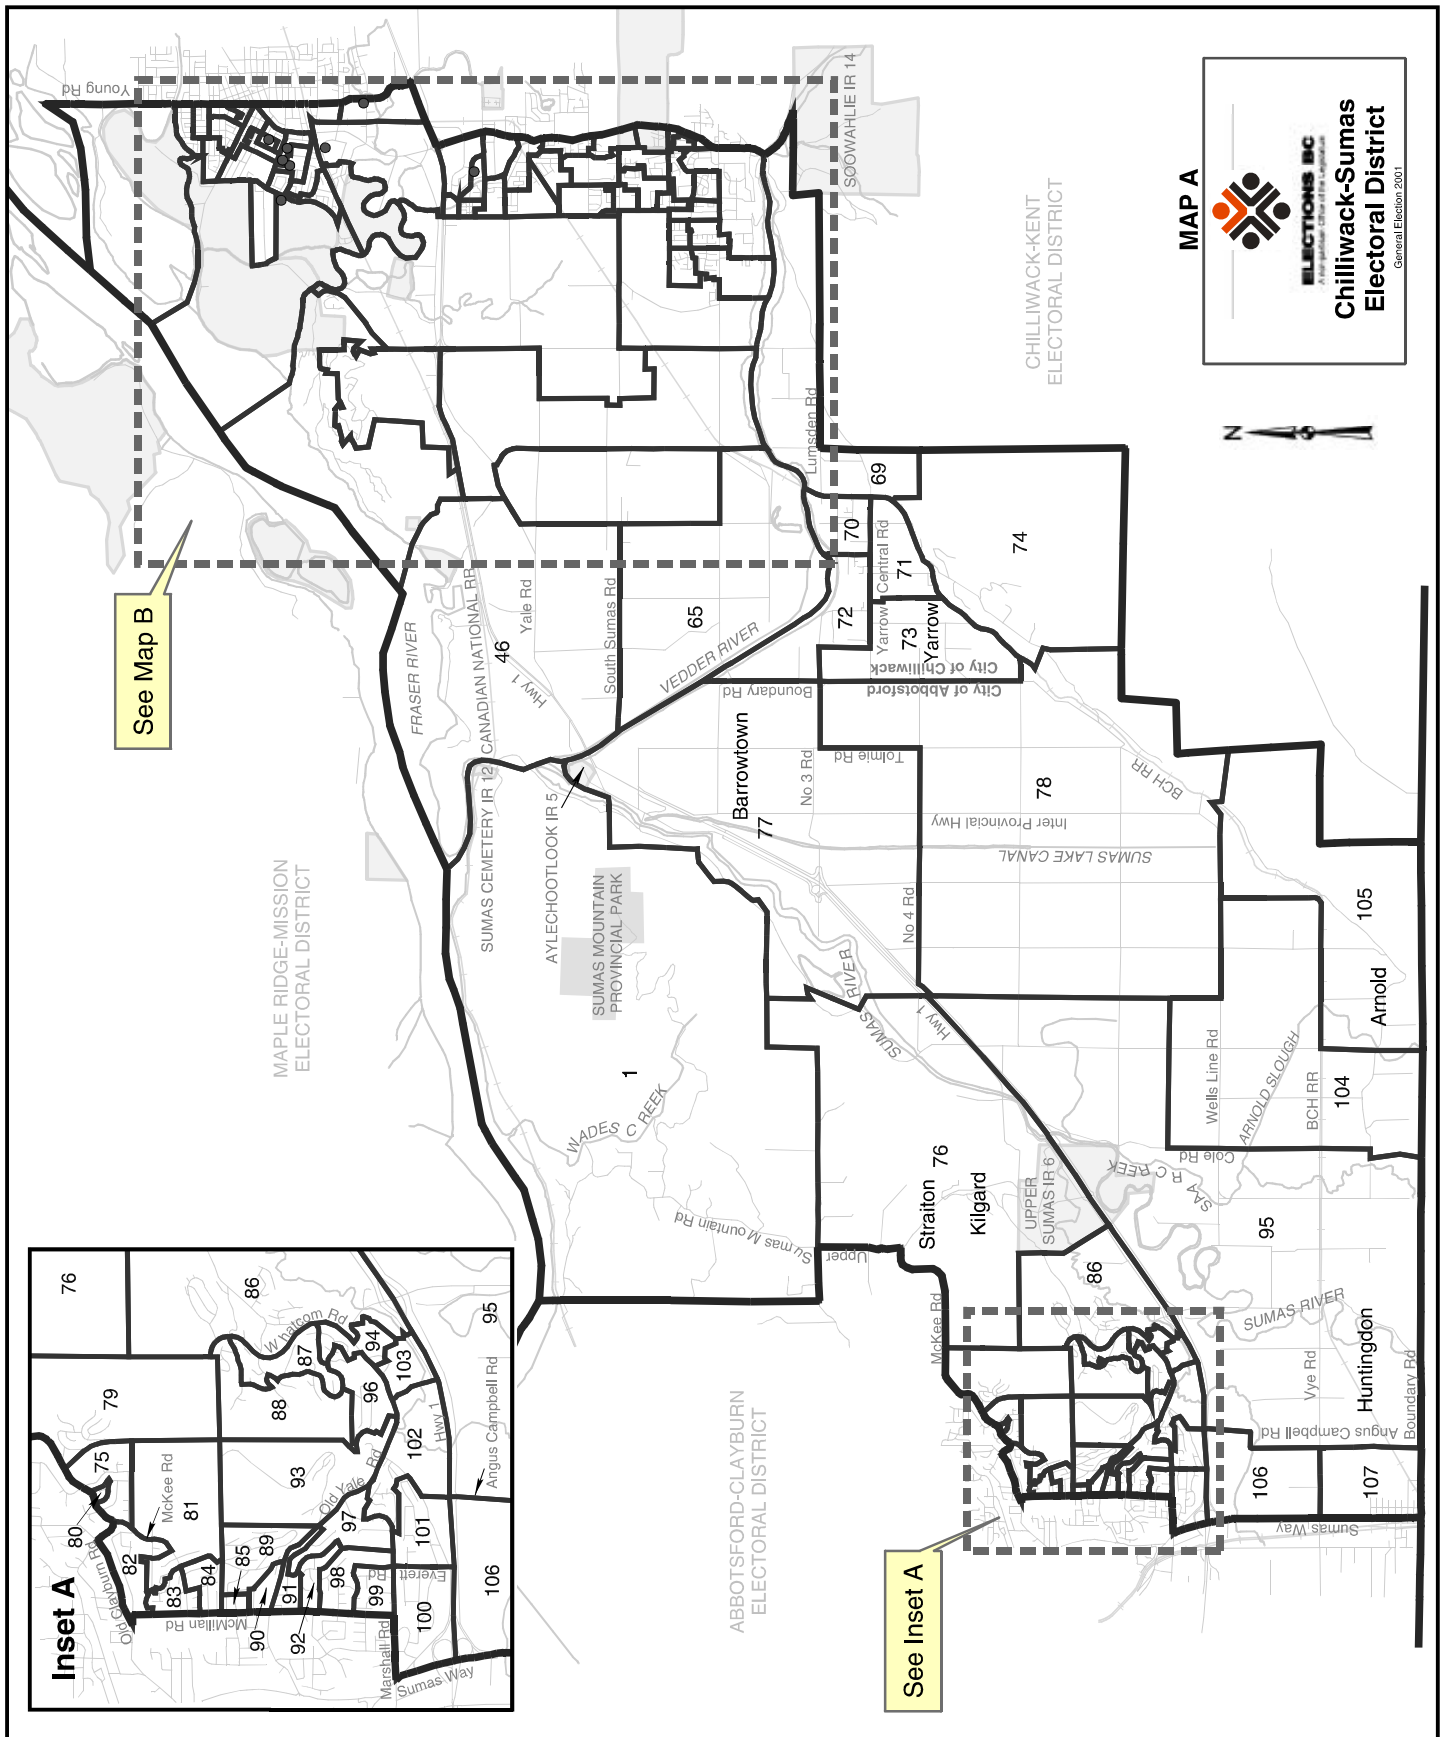 MAP A
ELECTIONS BC
A non-partisan Office of the Legislature
Chilliwack-Sumas
Electoral District
General Election 2001
N
See Map B
See Inset A
Inset A
MAPLE RIDGE-MISSION
ELECTORAL DISTRICT
ABBOTSFORD-CLAYBURN
ELECTORAL DISTRICT
CHILLIWACK-KENT
ELECTORAL DISTRICT
Young Rd
SOOWAHLIE IR 14
Lumsden Rd
FRASER RIVER
SUMAS CEMETERY IR 12
CANADIAN NATIONAL RR
46
Hwy 1
Yale Rd
South Sumas Rd
65
VEDDER RIVER
Boundary Rd
69
70
71
72
73
Yarrow
74
Yarrow Central Rd
City of Chilliwack
City of Abbotsford
AYLECHOOTLOOK IR 5
SUMAS MOUNTAIN
PROVINCIAL PARK
Barrowtown
77
No 3 Rd
Tolmie Rd
78
Inter Provincial Hwy
SUMAS LAKE CANAL
BCH RR
No 4 Rd
SUMAS RIVER
Hwy 1
1
WADES CREEK
Upper Sumas Mountain Rd
Straiton
76
Kilgard
UPPER
SUMAS IR 6
McKee Rd
86
SAAR CREEK
Cole Rd
Wells Line Rd
ARNOLD SLOUGH
BCH RR
104
Arnold
105
95
SUMAS RIVER
Vye Rd
Huntingdon
Boundary Rd
Angus Campbell Rd
106
107
Sumas Way
76
79
86
Whatcom Rd
87
94
103
95
88
96
75
80
McKee Rd
81
82
Old Clayburn Rd
83
84
85
McMillan Rd
89
90
91
92
93
Old Yale Rd
97
98
99
Marshall Rd
100
Everett Rd
101
102
Hwy 1
Angus Campbell Rd
106
Sumas Way